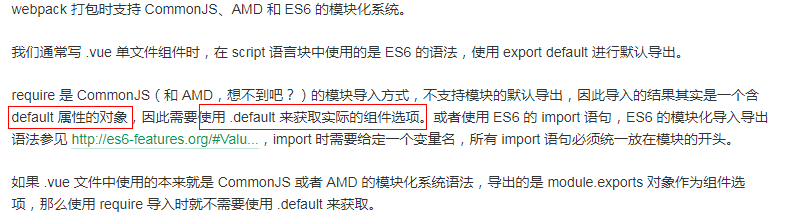 webpack 打包时支持 CommonJS、AMD 和 ES6 的模块化系统。
我们通常写 .vue 单文件组件时，在 script 语言块中使用的是 ES6 的语法，使用 export default 进行默认导出。
require 是 CommonJS（和 AMD，想不到吧？）的模块导入方式，不支持模块的默认导出，因此导入的结果其实是一个含
default 属性的对象，因此需要使用 .default 来获取实际的组件选项。或者使用 ES6 的 import 语句，ES6 的模块化导入导出
语法参见 http://es6-features.org/#Valu... ，import 时需要给定一个变量名，所有 import 语句必须统一放在模块的开头。
如果 .vue 文件中使用的本来就是 CommonJS 或者 AMD 的模块化系统语法，导出的是 module.exports 对象作为组件选
项，那么使用 require 导入时就不需要使用 .default 来获取。